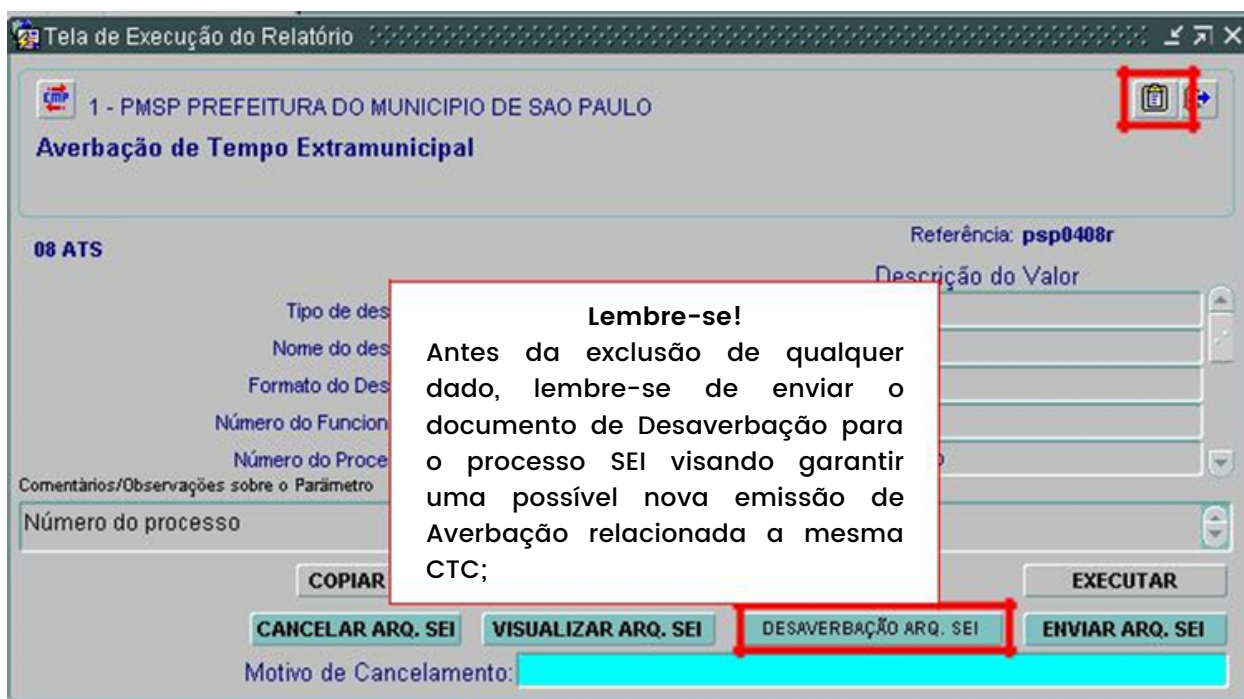 Tela de Execução do Relatório
1 - PMSP PREFEITURA DO MUNICIPIO DE SAO PAULO
Averbação de Tempo Extramunicipal
08 ATS
Referência: psp0408r
Descrição do Valor
Tipo de des
Nome do des
Formato do Des
Número do Funcion
Número do Proce
Comentários/Observações sobre o Parâmetro
Número do processo
Lembre-se!
Antes da exclusão de qualquer
dado, lembre-se de enviar o
documento de Desaverbação para
o processo SEI visando garantir
uma possível nova emissão de
Averbação relacionada a mesma
CTC;
COPIAR
EXECUTAR
CANCELAR ARQ. SEI
VISUALIZAR ARQ. SEI
DESAVERBAÇÃO ARQ. SEI
ENVIAR ARQ. SEI
Motivo de Cancelamento: